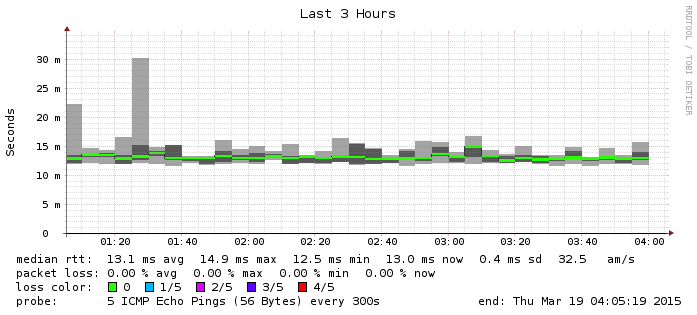 Last 3 Hours
RRDTOOL / TOBI OETIKER
Seconds
30 m
25 m
20 m
15 m
10 m
5 m
0
01:20 01:40 02:00 02:20 02:40 03:00 03:20 03:40 04:00
median rtt: 13.1 ms avg 14.9 ms max 12.5 ms min 13.0 ms now 0.4 ms sd 32.5 am/s
packet loss: 0.00 % avg 0.00 % max 0.00 % min 0.00 % now
loss color: 0 1/5 2/5 3/5 4/5
probe: 5 ICMP Echo Pings (56 Bytes) every 300s end: Thu Mar 19 04:05:19 2015